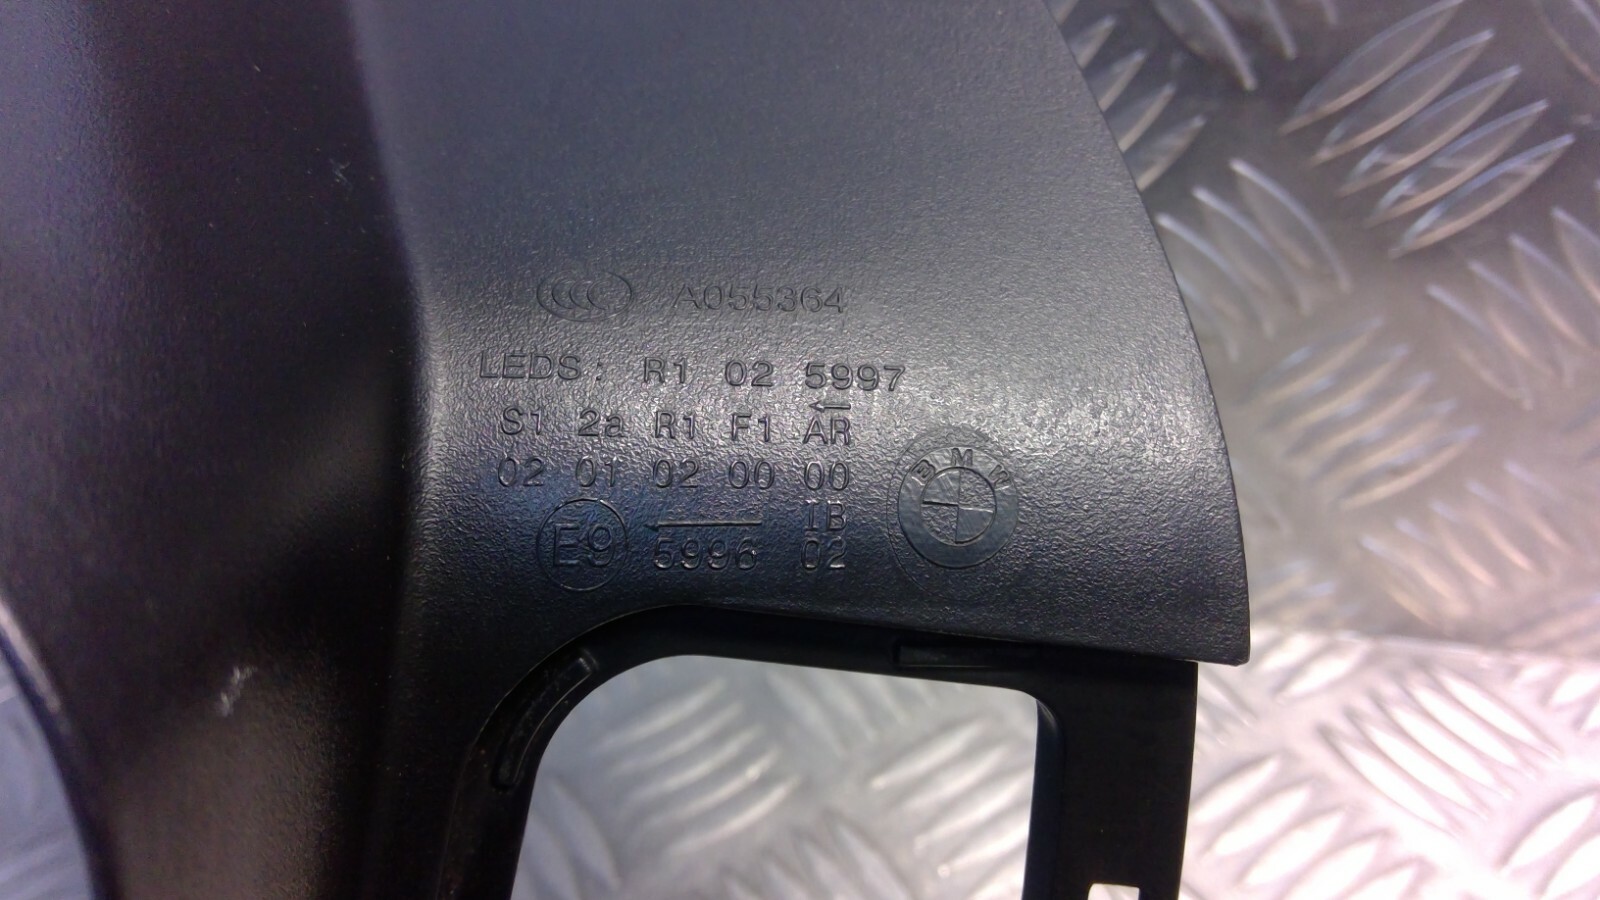 CCC A055364
LEDS: R1 02 5997
←
S1 2a R1 F1 AR
02 01 02 00 00
← IB
E9 5996 02
BMW